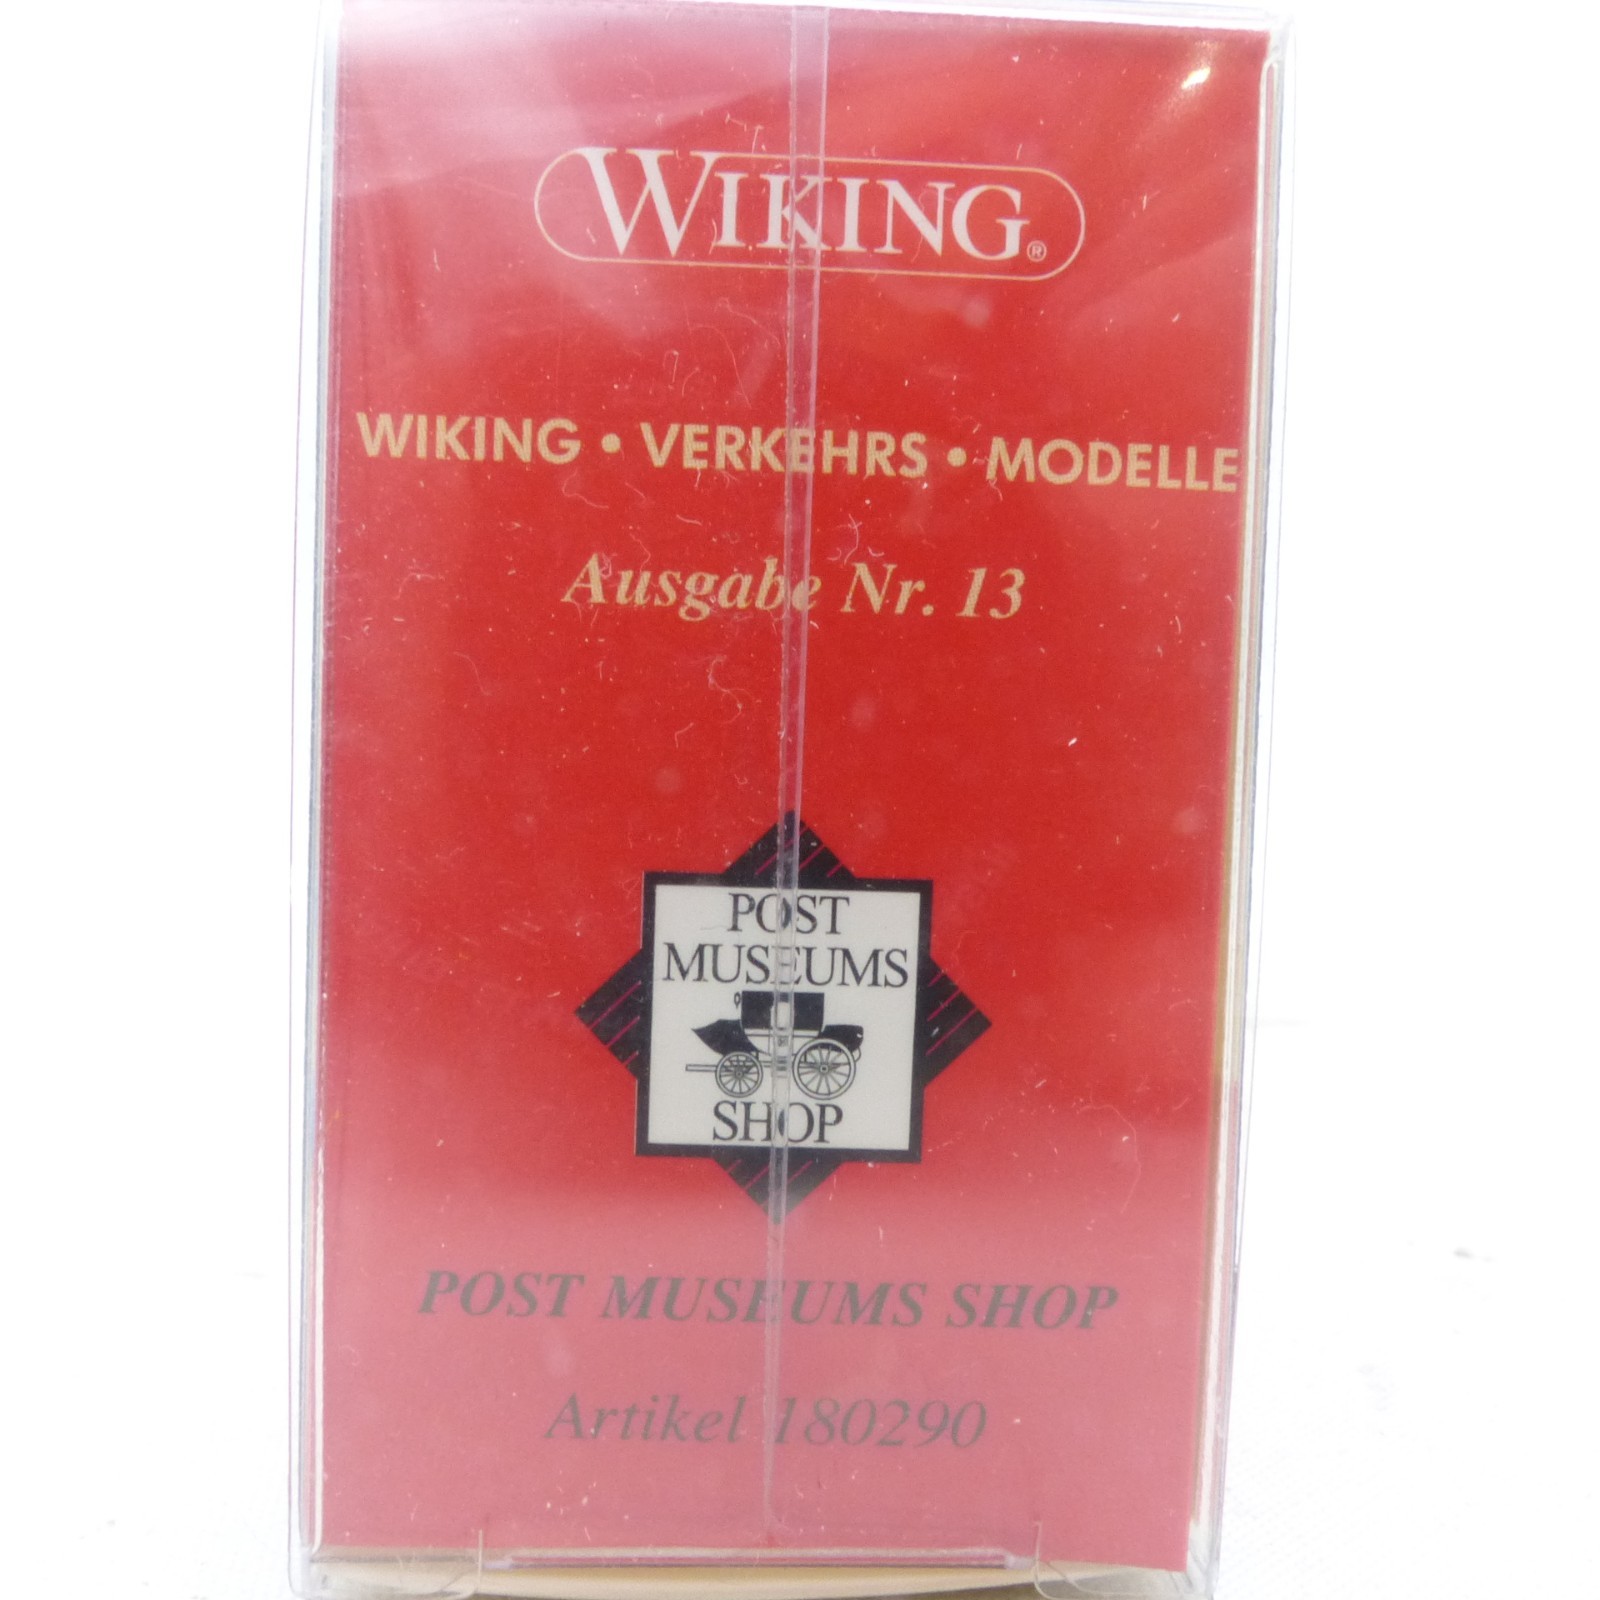 WIKING®
WIKING • VERKEHRS • MODELLE
Ausgabe Nr. 13
POST
MUSEUMS
SHOP
POST MUSEUMS SHOP
Artikel 180290